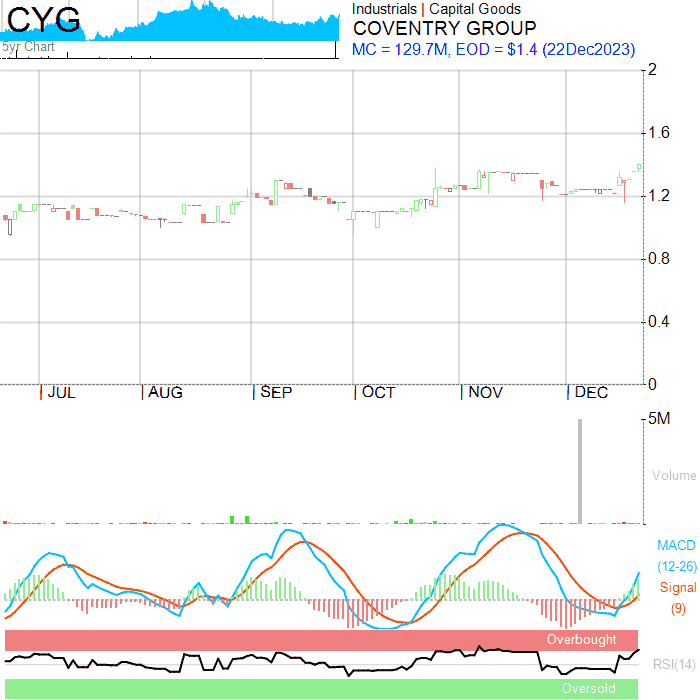 CYG
5yr Chart
Industrials | Capital Goods
COVENTRY GROUP
MC = 129.7M, EOD = $1.4 (22Dec2023)
2
1.6
1.2
0.8
0.4
0
JUL AUG SEP OCT NOV DEC
5M
Volume
MACD
(12-26)
Signal
(9)
Overbought
RSI(14)
Oversold